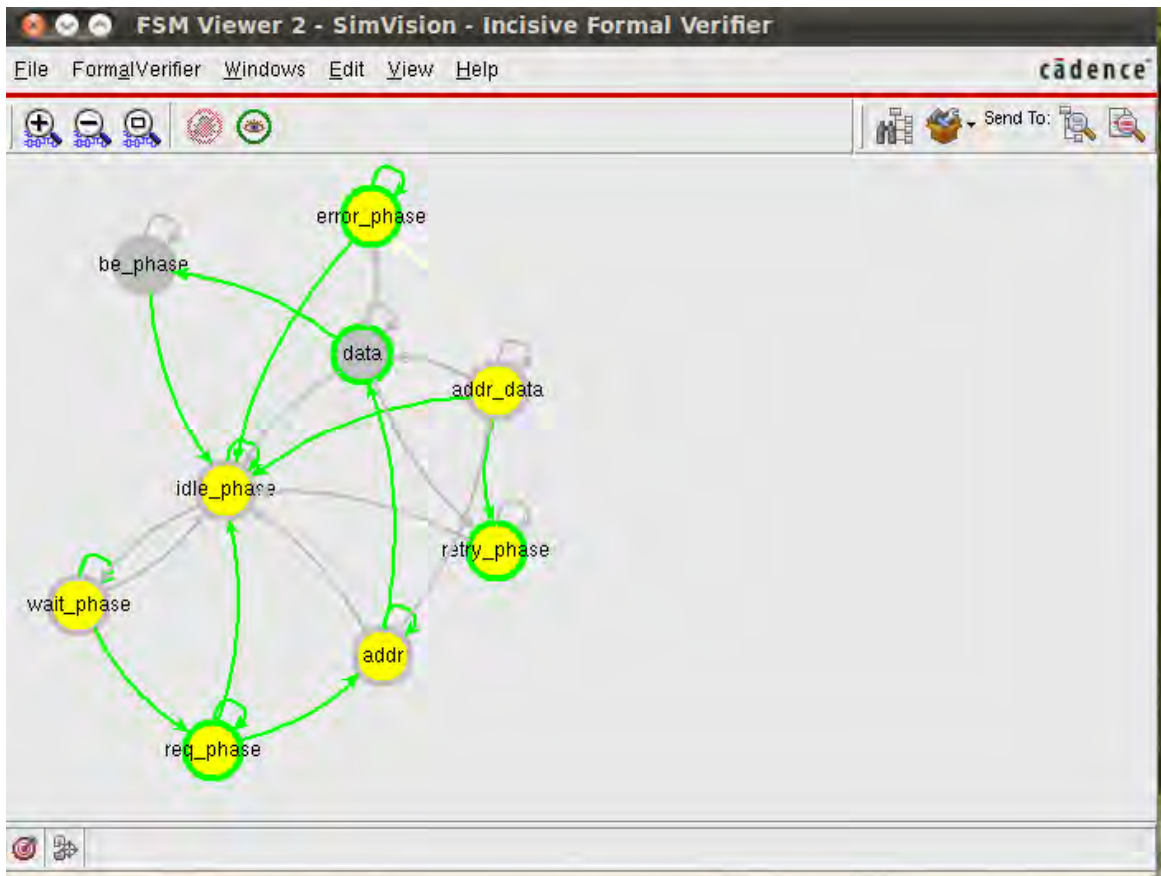 FSM Viewer 2 - SimVision - Incisive Formal Verifier
File FormalVerifier Windows Edit View Help cādence
Send To:
error_phase
be_phase
data
addr_data
idle_phase
retry_phase
wait_phase
addr
req_phase